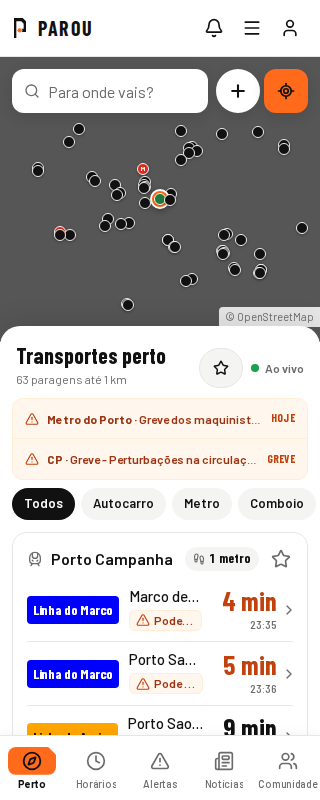 PAROU
Para onde vais?
M
© OpenStreetMap
Transportes perto
63 paragens até 1 km
Ao vivo
Metro do Porto · Greve dos maquinist... HOJE
CP · Greve - Perturbações na circulaç... GREVE
Todos Autocarro Metro Comboio
Porto Campanha 1 metro
Linha do Marco Marco de... 4 min
Pode... 23:35
Linha do Marco Porto Sa... 5 min
Pode... 23:36
Porto Sao... 9 min
Perto Horários Alertas Notícias Comunidade